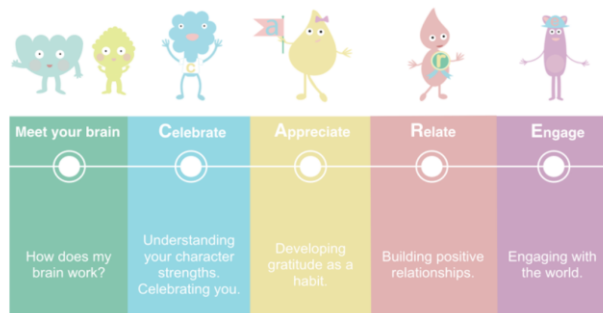 c
a
r
Meet your brain
Celebrate
Appreciate
Relate
Engage
How does my
brain work?
Understanding
your character
strengths.
Celebrating you.
Developing
gratitude as a
habit.
Building positive
relationships.
Engaging with
the world.